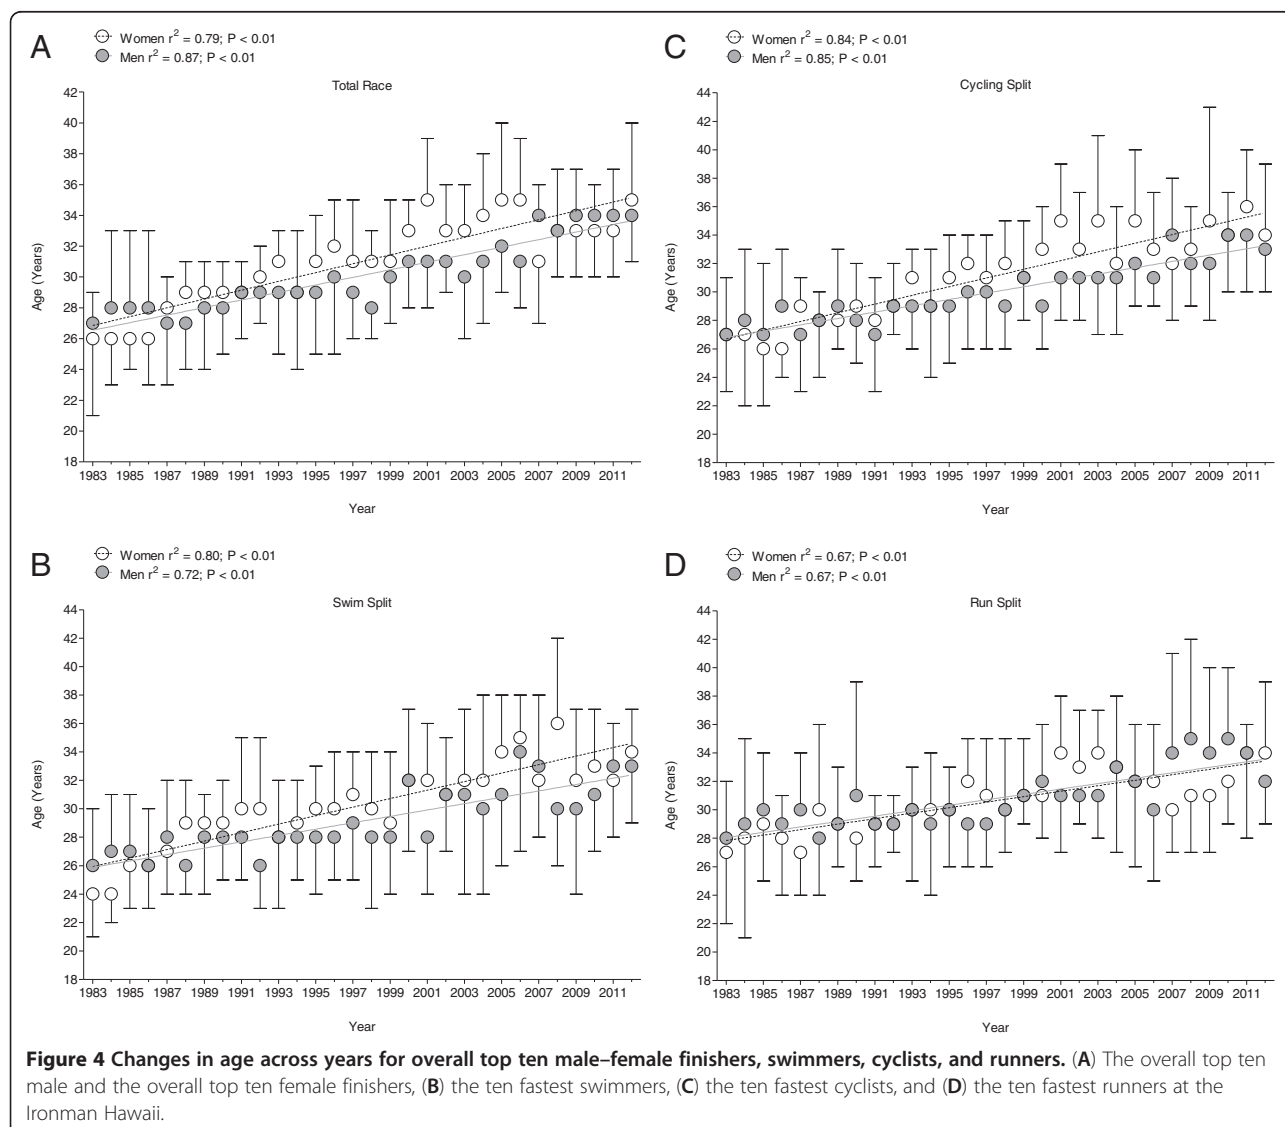 A
Women r² = 0.79; P < 0.01
Men r² = 0.87; P < 0.01
Total Race
42
40
38
36
34
32
30
28
26
24
22
20
18
Age (Years)
1983 1985 1987 1989 1991 1993 1995 1997 1999 2001 2003 2005 2007 2009 2011
Year
C
Women r² = 0.84; P < 0.01
Men r² = 0.85; P < 0.01
Cycling Split
44
42
40
38
36
34
32
30
28
26
24
22
20
18
Age (Years)
1983 1985 1987 1989 1991 1993 1995 1997 1999 2001 2003 2005 2007 2009 2011
Year
B
Women r² = 0.80; P < 0.01
Men r² = 0.72; P < 0.01
Swim Split
44
42
40
38
36
34
32
30
28
26
24
22
20
18
Age (Years)
1983 1985 1987 1989 1991 1993 1995 1997 1999 2001 2003 2005 2007 2009 2011
Year
D
Women r² = 0.67; P < 0.01
Men r² = 0.67; P < 0.01
Run Split
44
42
40
38
36
34
32
30
28
26
24
22
20
18
Age (Years)
1983 1985 1987 1989 1991 1993 1995 1997 1999 2001 2003 2005 2007 2009 2011
Year
Figure 4 Changes in age across years for overall top ten male–female finishers, swimmers, cyclists, and runners. (A) The overall top ten
male and the overall top ten female finishers, (B) the ten fastest swimmers, (C) the ten fastest cyclists, and (D) the ten fastest runners at the
Ironman Hawaii.